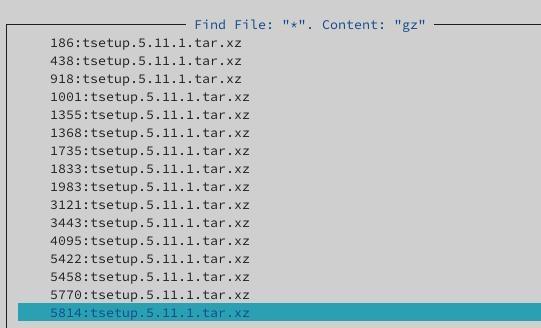 Find File: "*". Content: "gz"
186:tsetup.5.11.1.tar.xz
438:tsetup.5.11.1.tar.xz
918:tsetup.5.11.1.tar.xz
1001:tsetup.5.11.1.tar.xz
1355:tsetup.5.11.1.tar.xz
1368:tsetup.5.11.1.tar.xz
1735:tsetup.5.11.1.tar.xz
1833:tsetup.5.11.1.tar.xz
1983:tsetup.5.11.1.tar.xz
3121:tsetup.5.11.1.tar.xz
3443:tsetup.5.11.1.tar.xz
4095:tsetup.5.11.1.tar.xz
5422:tsetup.5.11.1.tar.xz
5458:tsetup.5.11.1.tar.xz
5770:tsetup.5.11.1.tar.xz
5814:tsetup.5.11.1.tar.xz